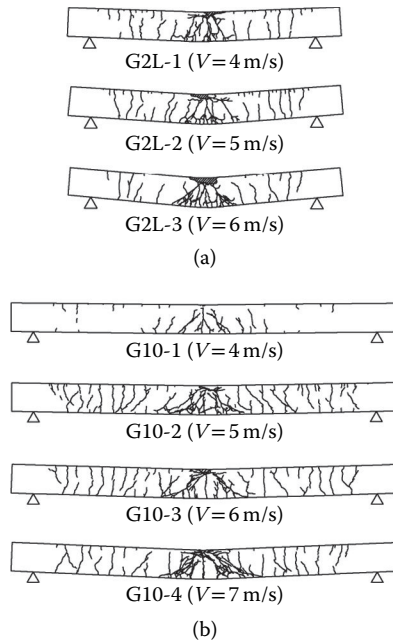 G2L-1 (V = 4 m/s)
G2L-2 (V = 5 m/s)
G2L-3 (V = 6 m/s)
(a)
G10-1 (V = 4 m/s)
G10-2 (V = 5 m/s)
G10-3 (V = 6 m/s)
G10-4 (V = 7 m/s)
(b)